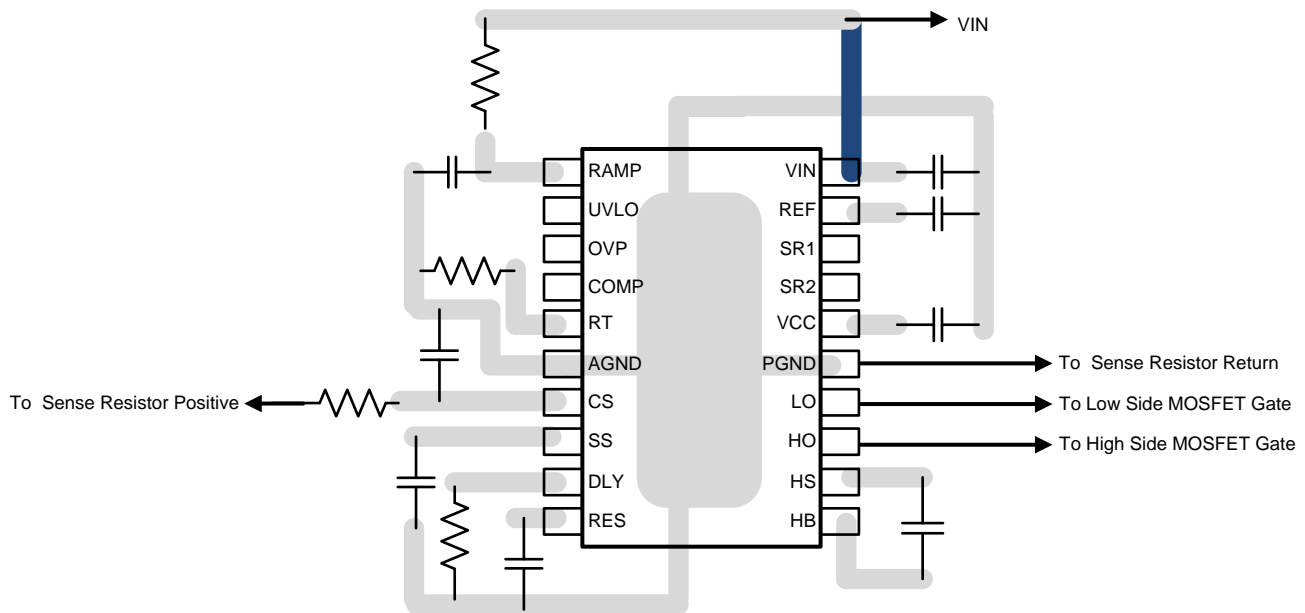 VIN
RAMP VIN
UVLO REF
OVP SR1
COMP SR2
RT VCC
AGND PGND To Sense Resistor Return
To Sense Resistor Positive CS LO To Low Side MOSFET Gate
SS HO To High Side MOSFET Gate
DLY HS
RES HB